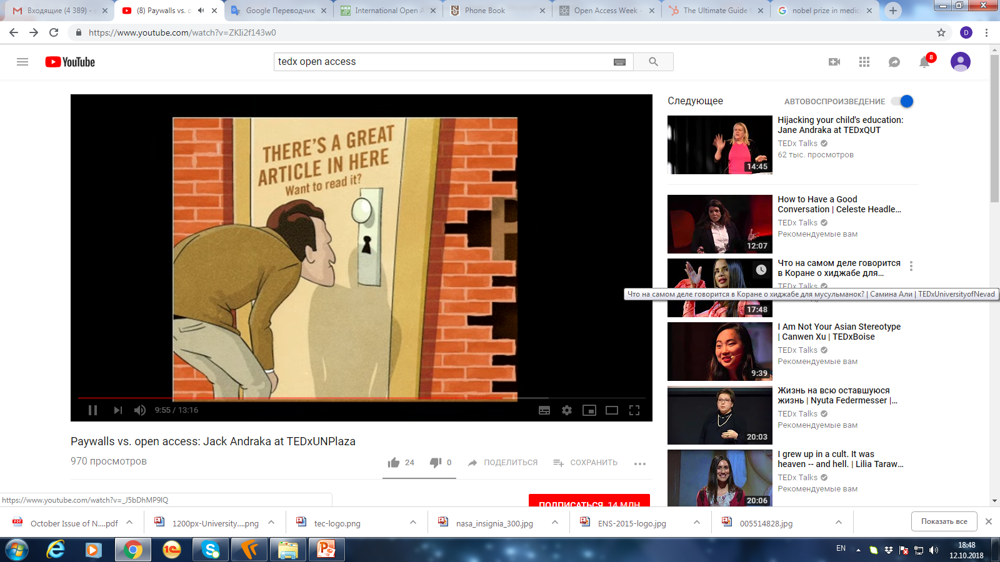 Входящие (4 389) - c
(8) Paywalls vs. o
Google Переводчик
International Open A
Phone Book
Open Access Week -
The Ultimate Guide
nobel prize in medic
https://www.youtube.com/watch?v=ZKIi2f143w0
D
YouTube
tedx open access
8
THERE'S A GREAT
ARTICLE IN HERE
Want to read it?
9:55 / 13:16
Paywalls vs. open access: Jack Andraka at TEDxUNPlaza
970 просмотров
24
0
ПОДЕЛИТЬСЯ
СОХРАНИТЬ
ПОДПИСАТЬСЯ 14 МЛН
Следующее
АВТОВОСПРОИЗВЕДЕНИЕ
Hijacking your child's education:
Jane Andraka at TEDxQUT
TEDx Talks
62 тыс. просмотров
14:45
How to Have a Good
Conversation | Celeste Headle...
TEDx Talks
Рекомендуемые вам
12:07
Что на самом деле говорится
в Коране о хиджабе для...
TEDx Talks
Что на самом деле говорится в Коране о хиджабе для мусульманок? | Самина Али | TEDxUniversityofNevad
17:48
I Am Not Your Asian Stereotype
| Canwen Xu | TEDxBoise
TEDx Talks
Рекомендуемые вам
9:39
Жизнь на всю оставшуюся
жизнь | Nyuta Federmesser |...
TEDx Talks
Рекомендуемые вам
20:03
I grew up in a cult. It was
heaven -- and hell. | Lilia Taraw...
TEDx Talks
Рекомендуемые вам
20:06
https://www.youtube.com/watch?v=_J5bDhMP9lQ
October Issue of N....pdf
1200px-University....png
tec-logo.png
nasa_insignia_300.jpg
ENS-2015-logo.jpg
005514828.jpg
Показать все
EN
18:48
12.10.2018